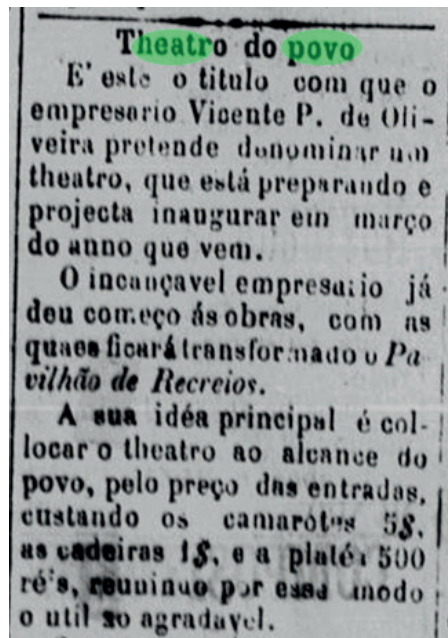 Theatro do povo
E' este o titulo com que o
empresario Vicente P. de Oli-
veira pretende denominar um
theatro, que está preparando e
projecta inaugurar em março
do anno que vem.
O incançavel empresario já
deu começo ás obras, com as
quaes ficará transformado o Pa
vilhão de Recreios.
A sua idéa principal é col-
locar o theatro ao alcance do
povo, pelo preço das entradas,
custando os camarótes 5$,
as cadeiras 1$, e a platéa 500
ré's, reunindo por esse modo
o util ao agradavel.